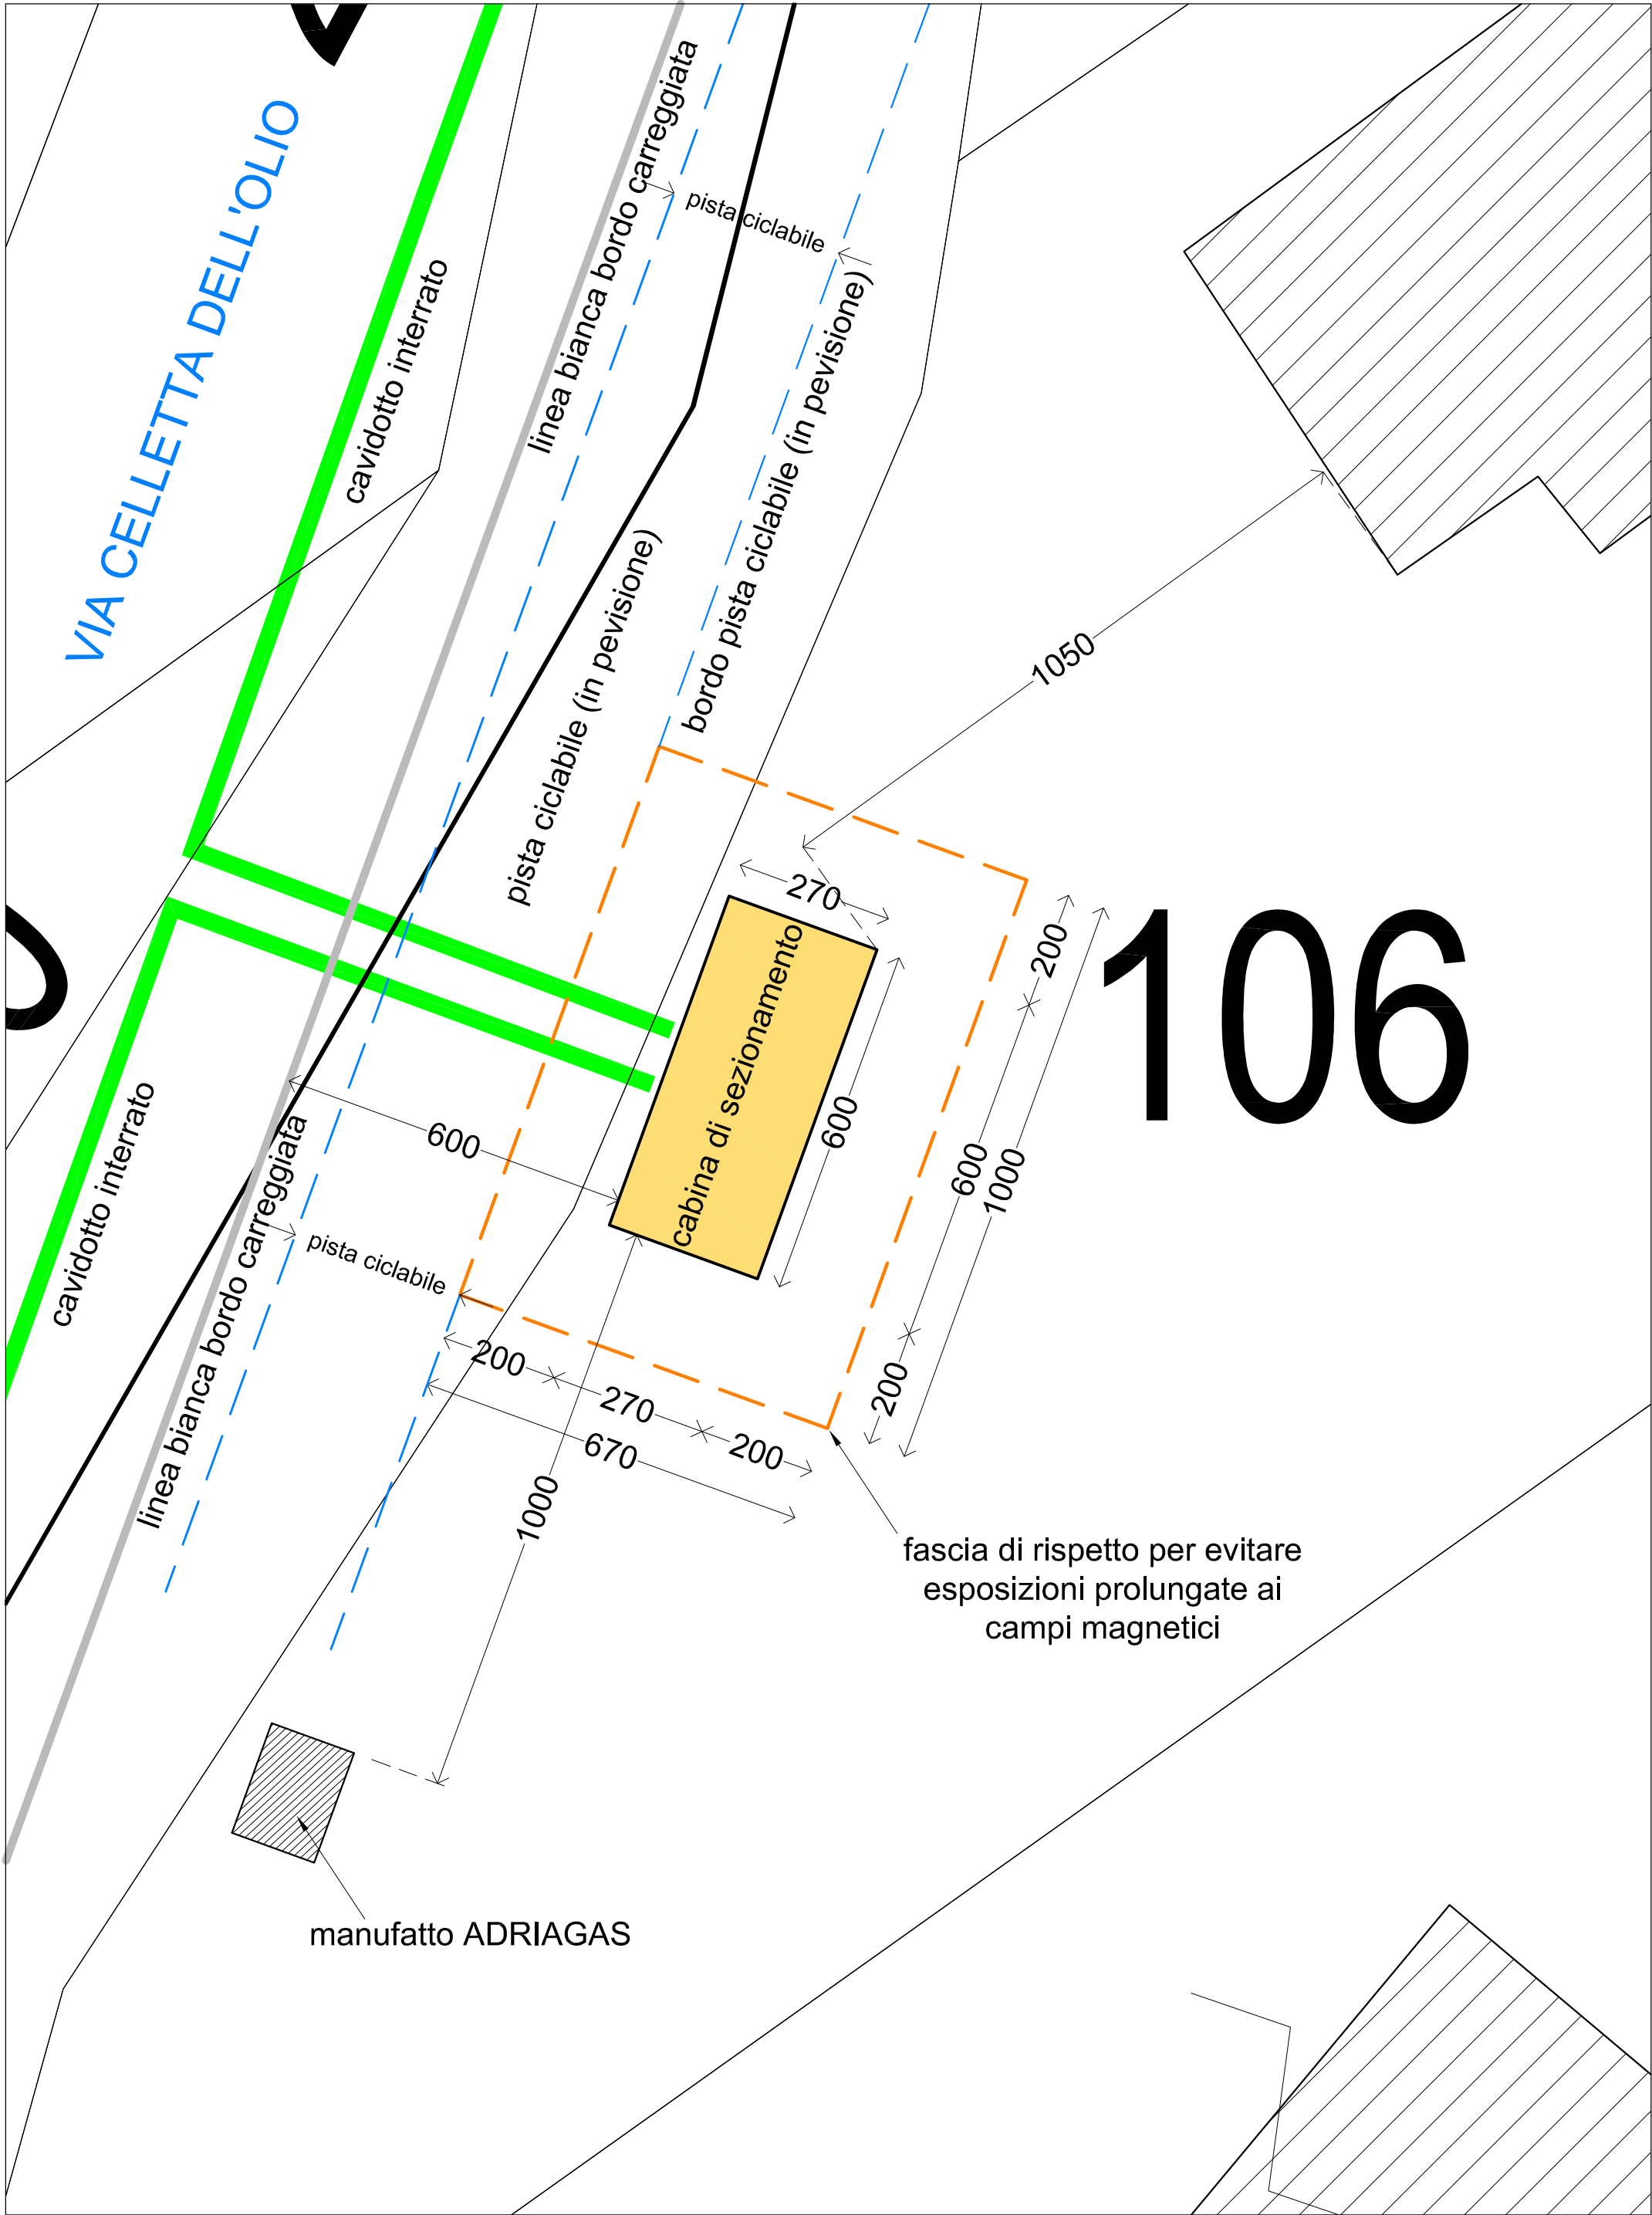 VIA CELLETTA DELL'OLIO
cavidotto interrato
linea bianca bordo carreggiata
pista ciclabile
bordo pista ciclabile (in pevisione)
pista ciclabile (in pevisione)
1050
270
cabina di sezionamento
600
200
600
200
1000
106
600
cavidotto interrato
linea bianca bordo carreggiata
pista ciclabile
200
270
200
670
1000
fascia di rispetto per evitare
esposizioni prolungate ai
campi magnetici
manufatto ADRIAGAS